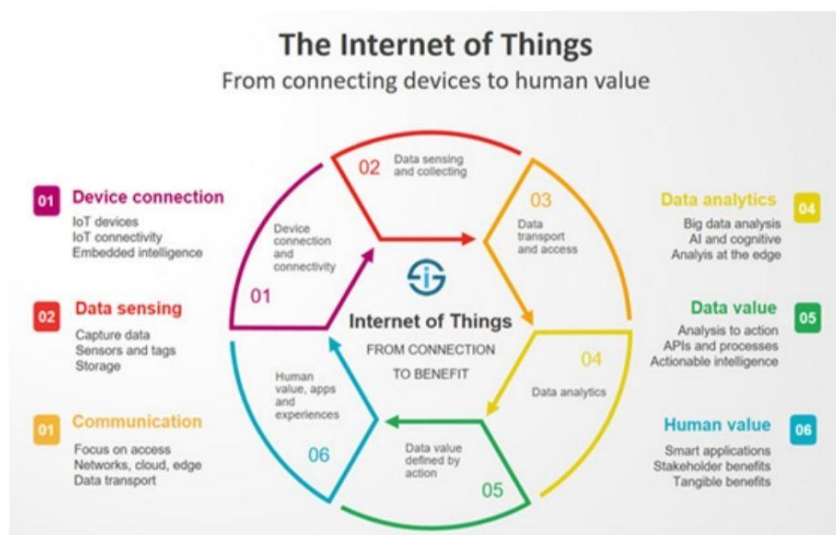 The Internet of Things
From connecting devices to human value
01
Device connection
IoT devices
IoT connectivity
Embedded intelligence
02
Data sensing
Capture data
Sensors and tags
Storage
01
Communication
Focus on access
Networks, cloud, edge
Data transport
02
Data sensing
and collecting
03
Data
transport
and access
Device
connection
and
connectivity
01
Internet of Things
FROM CONNECTION
TO BENEFIT
04
Data analytics
Human
value, apps
and
experiences
06
Data value
defined by
action
05
Data analytics
04
Big data analysis
AI and cognitive
Analyis at the edge
Data value
05
Analysis to action
APIs and processes
Actionable intelligence
Human value
06
Smart applications
Stakeholder benefits
Tangible benefits